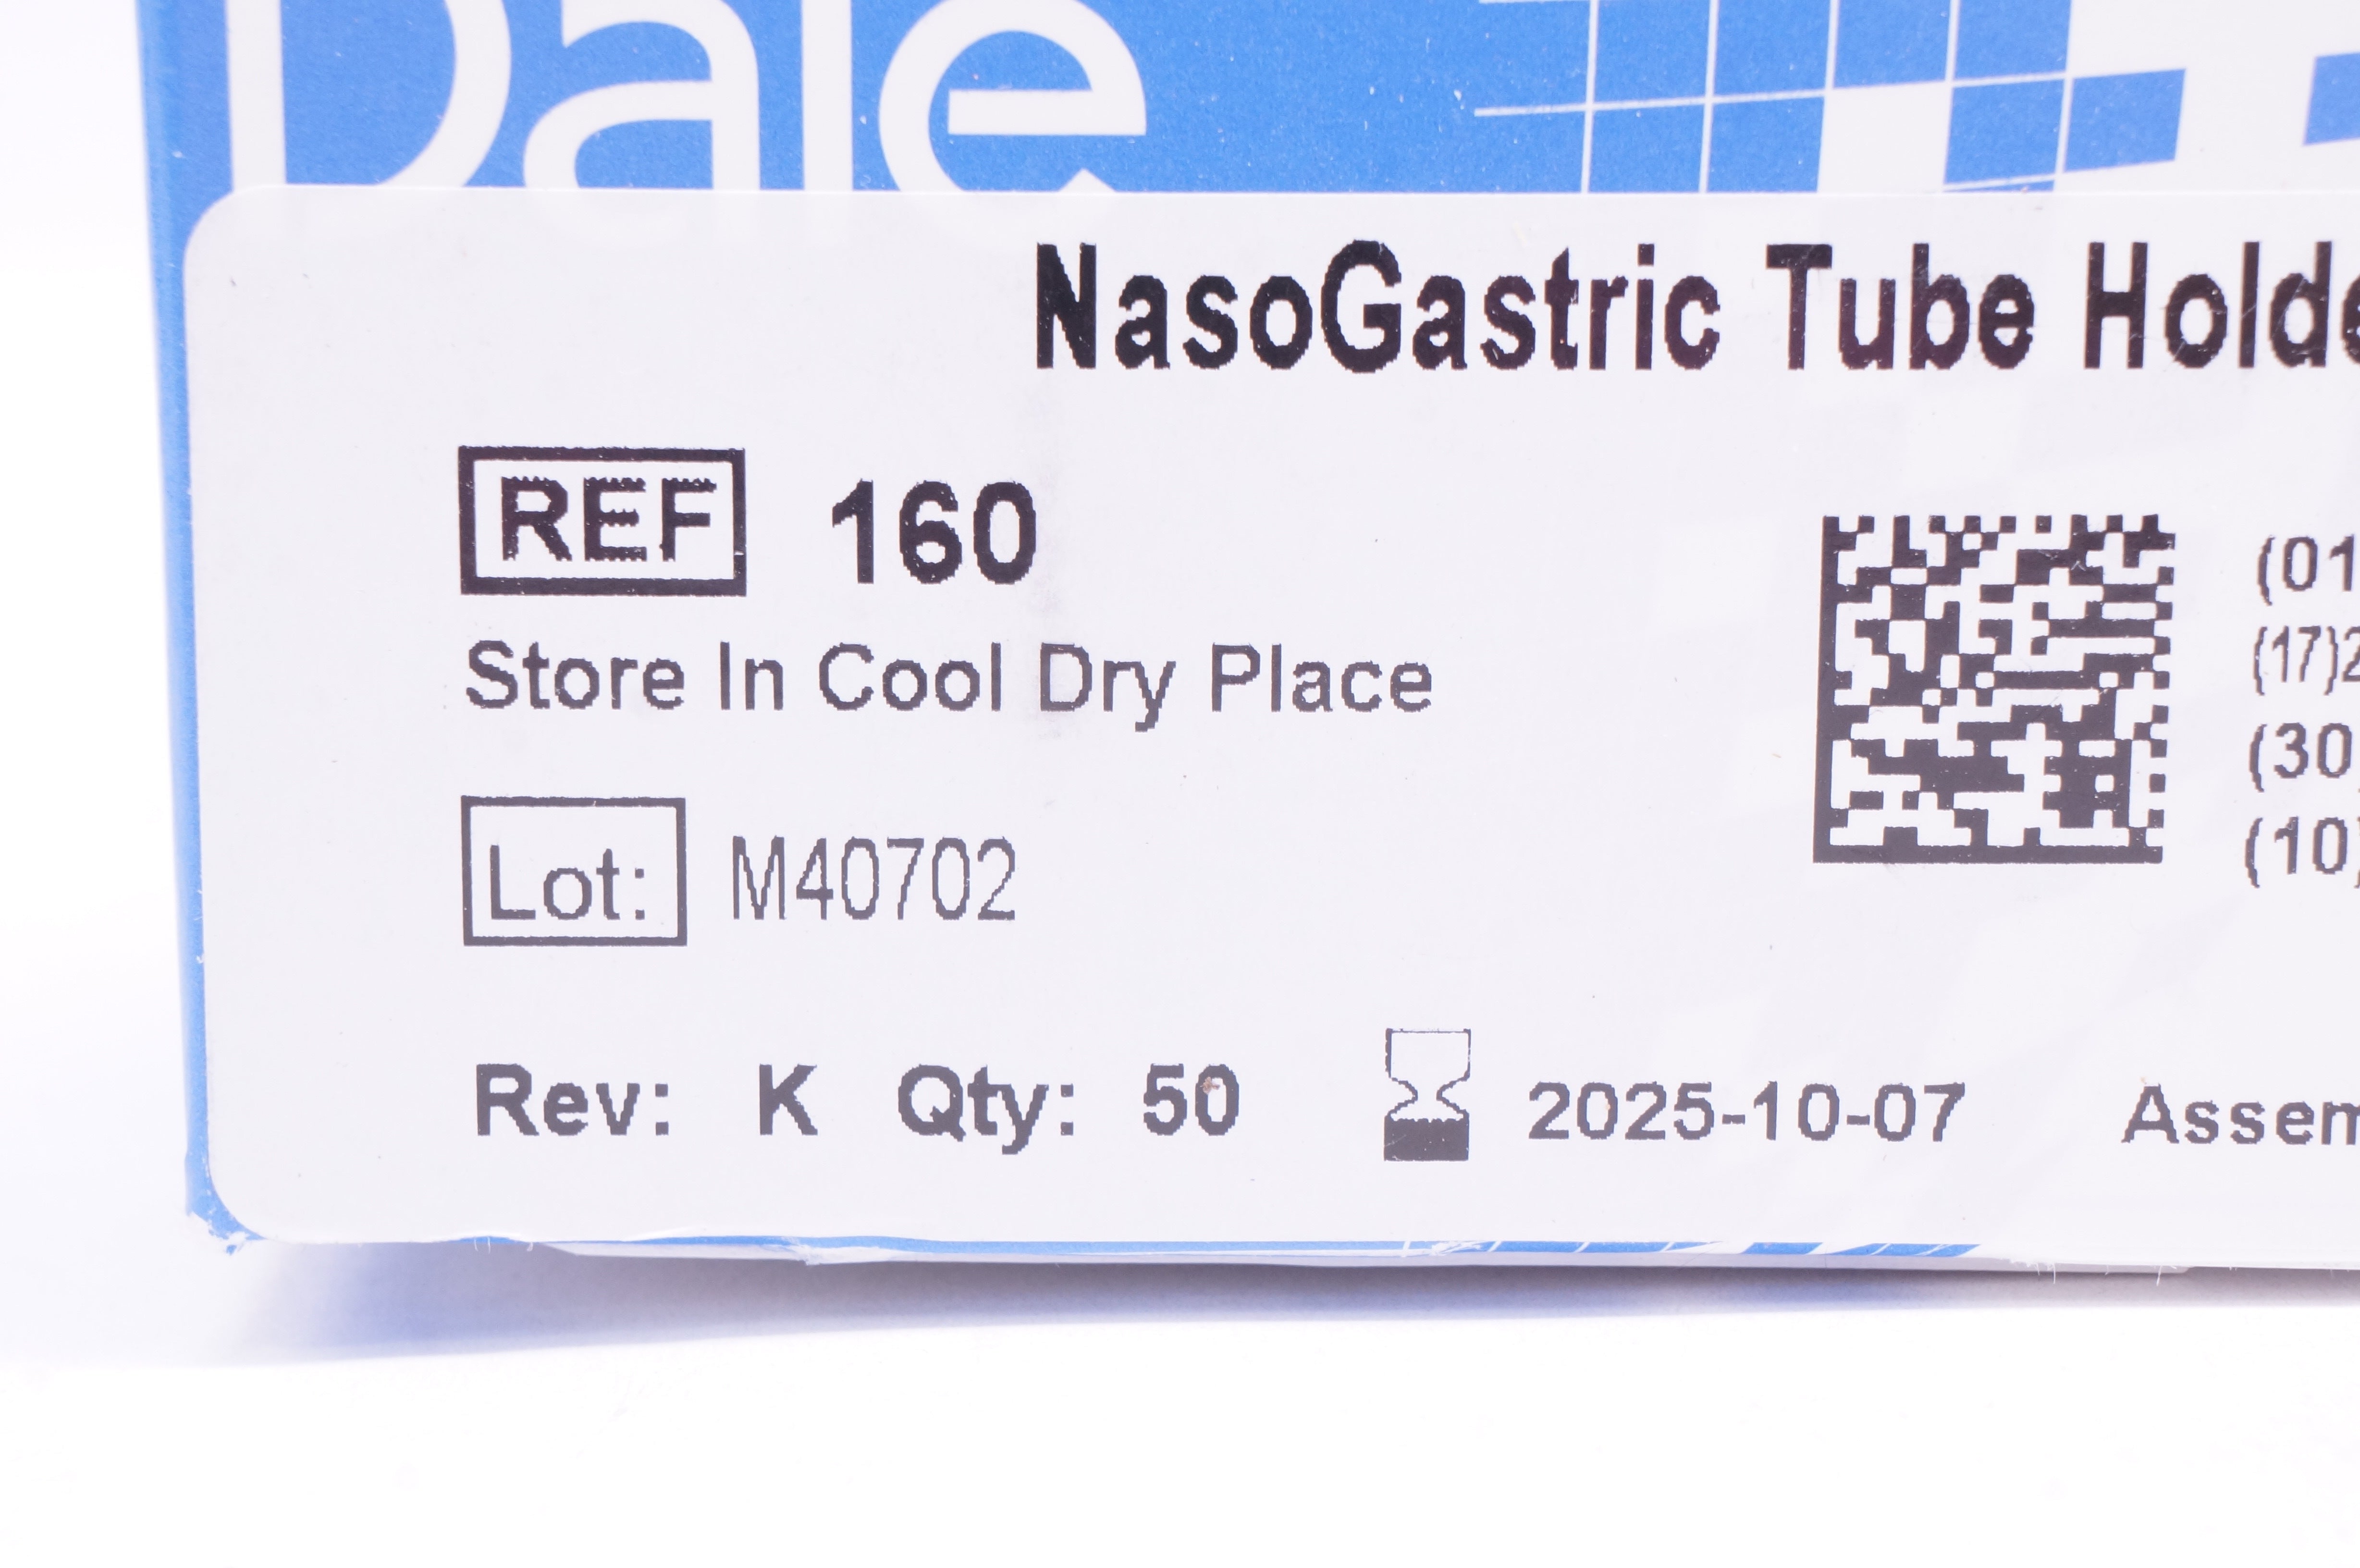 Dale
NasoGastric Tube Holde
REF 160
(01
Store In Cool Dry Place
(17)2
(30
Lot: M40702
(10)
Rev: K Qty: 50 2025-10-07 Assem